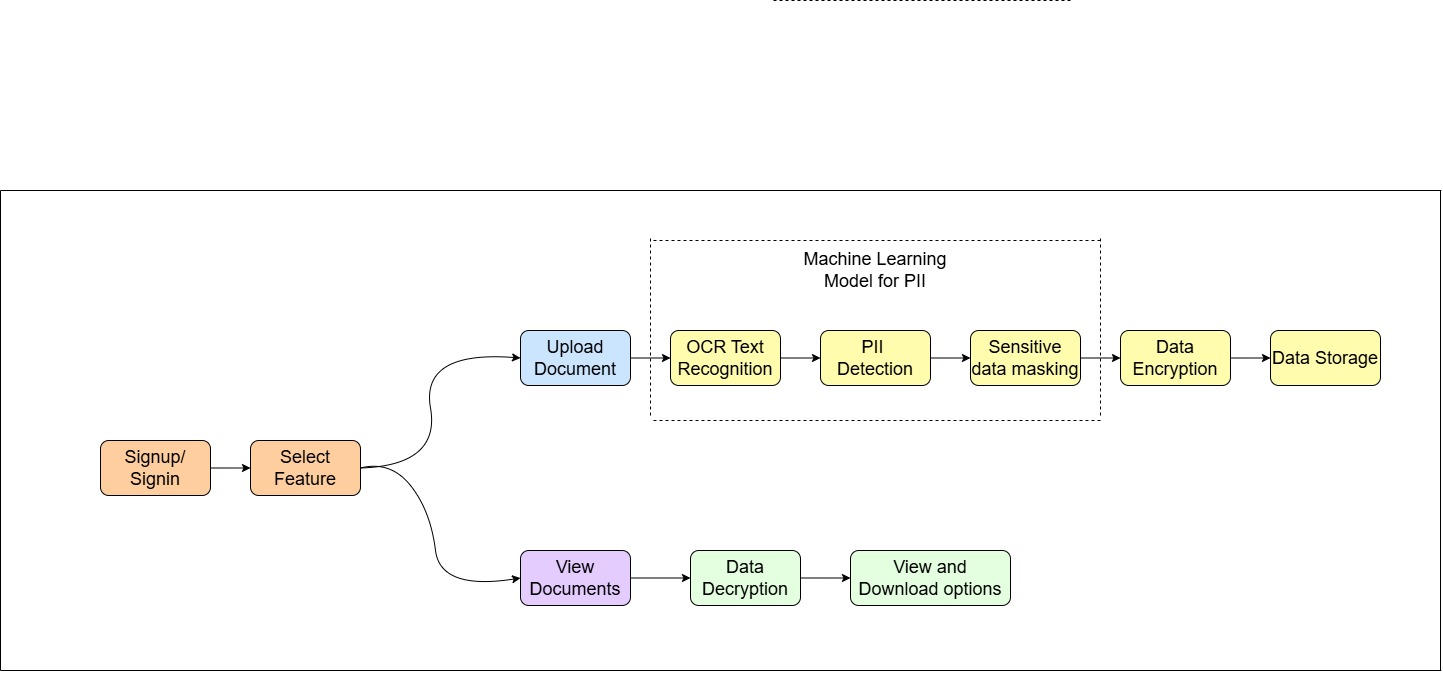 Machine Learning
Model for PII
Upload
Document
OCR Text
Recognition
PII
Detection
Sensitive
data masking
Data
Encryption
Data Storage
Signup/
Signin
Select
Feature
View
Documents
Data
Decryption
View and
Download options